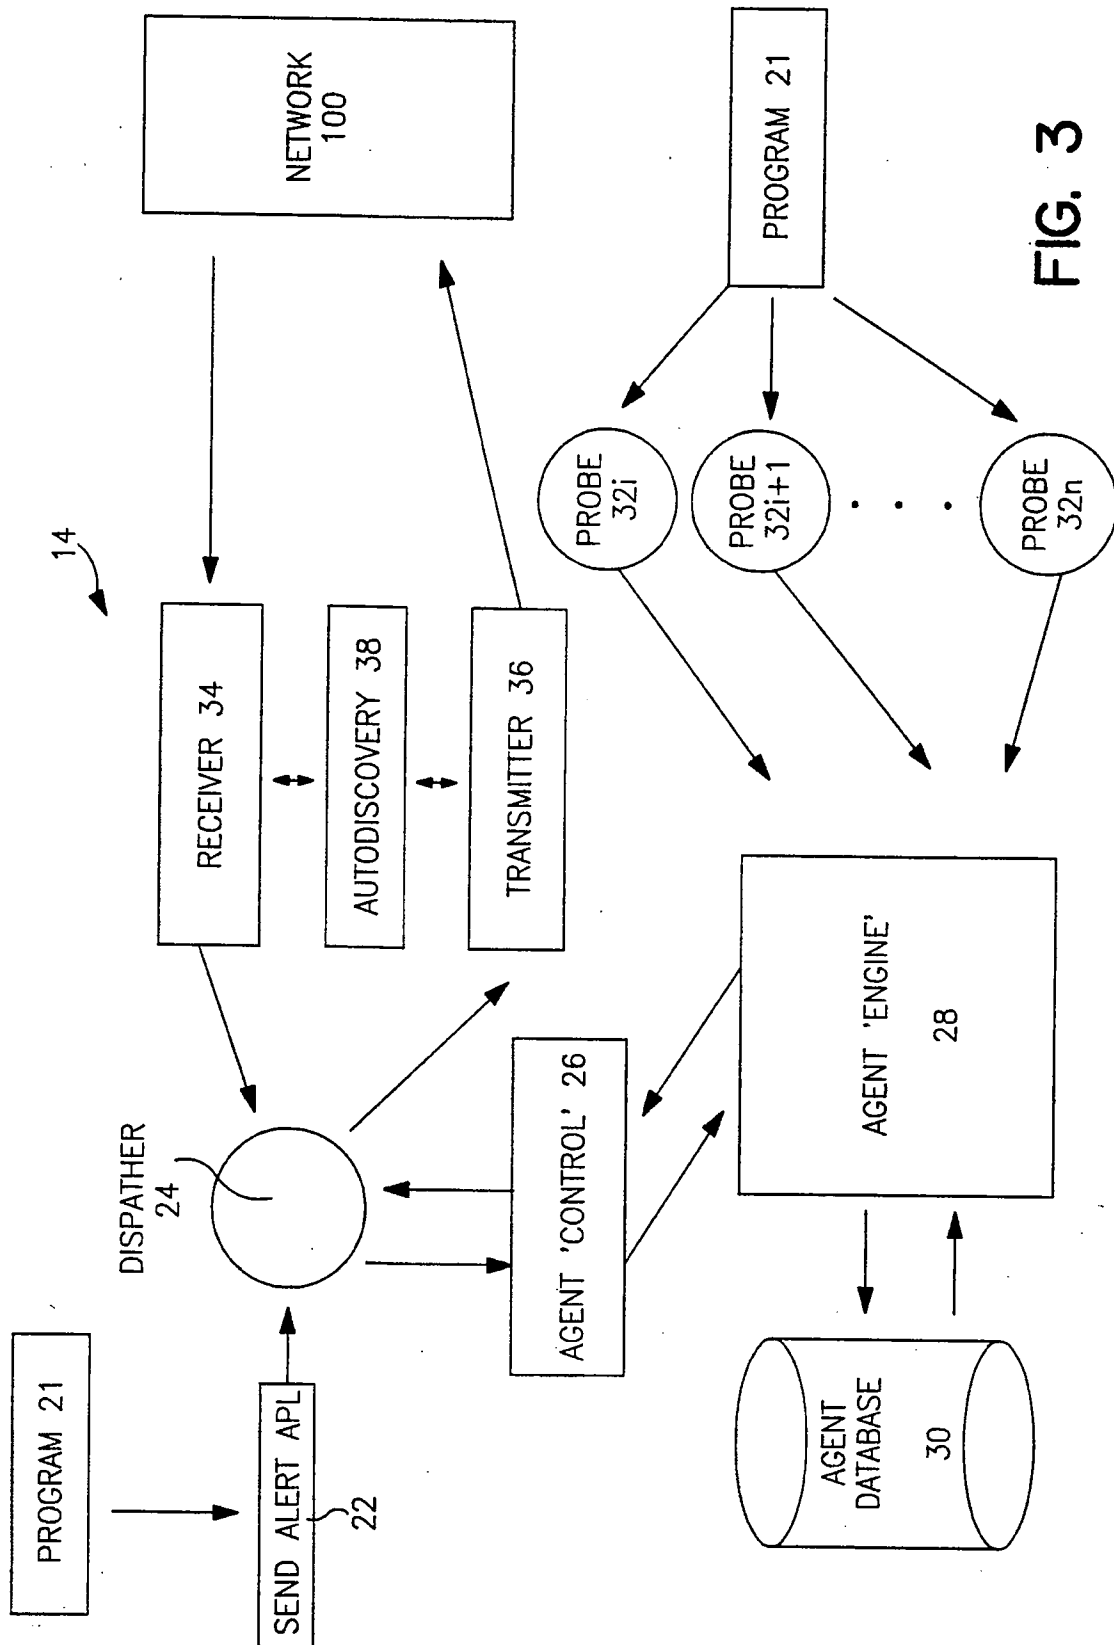 PROGRAM 21
SEND ALERT APL
22
DISPATHER
24
14
RECEIVER 34
AUTODISCOVERY 38
TRANSMITTER 36
NETWORK
100
AGENT 'CONTROL' 26
AGENT
DATABASE
30
AGENT 'ENGINE'
28
PROBE
32i
PROBE
32i+1
PROBE
32n
PROGRAM 21
FIG. 3